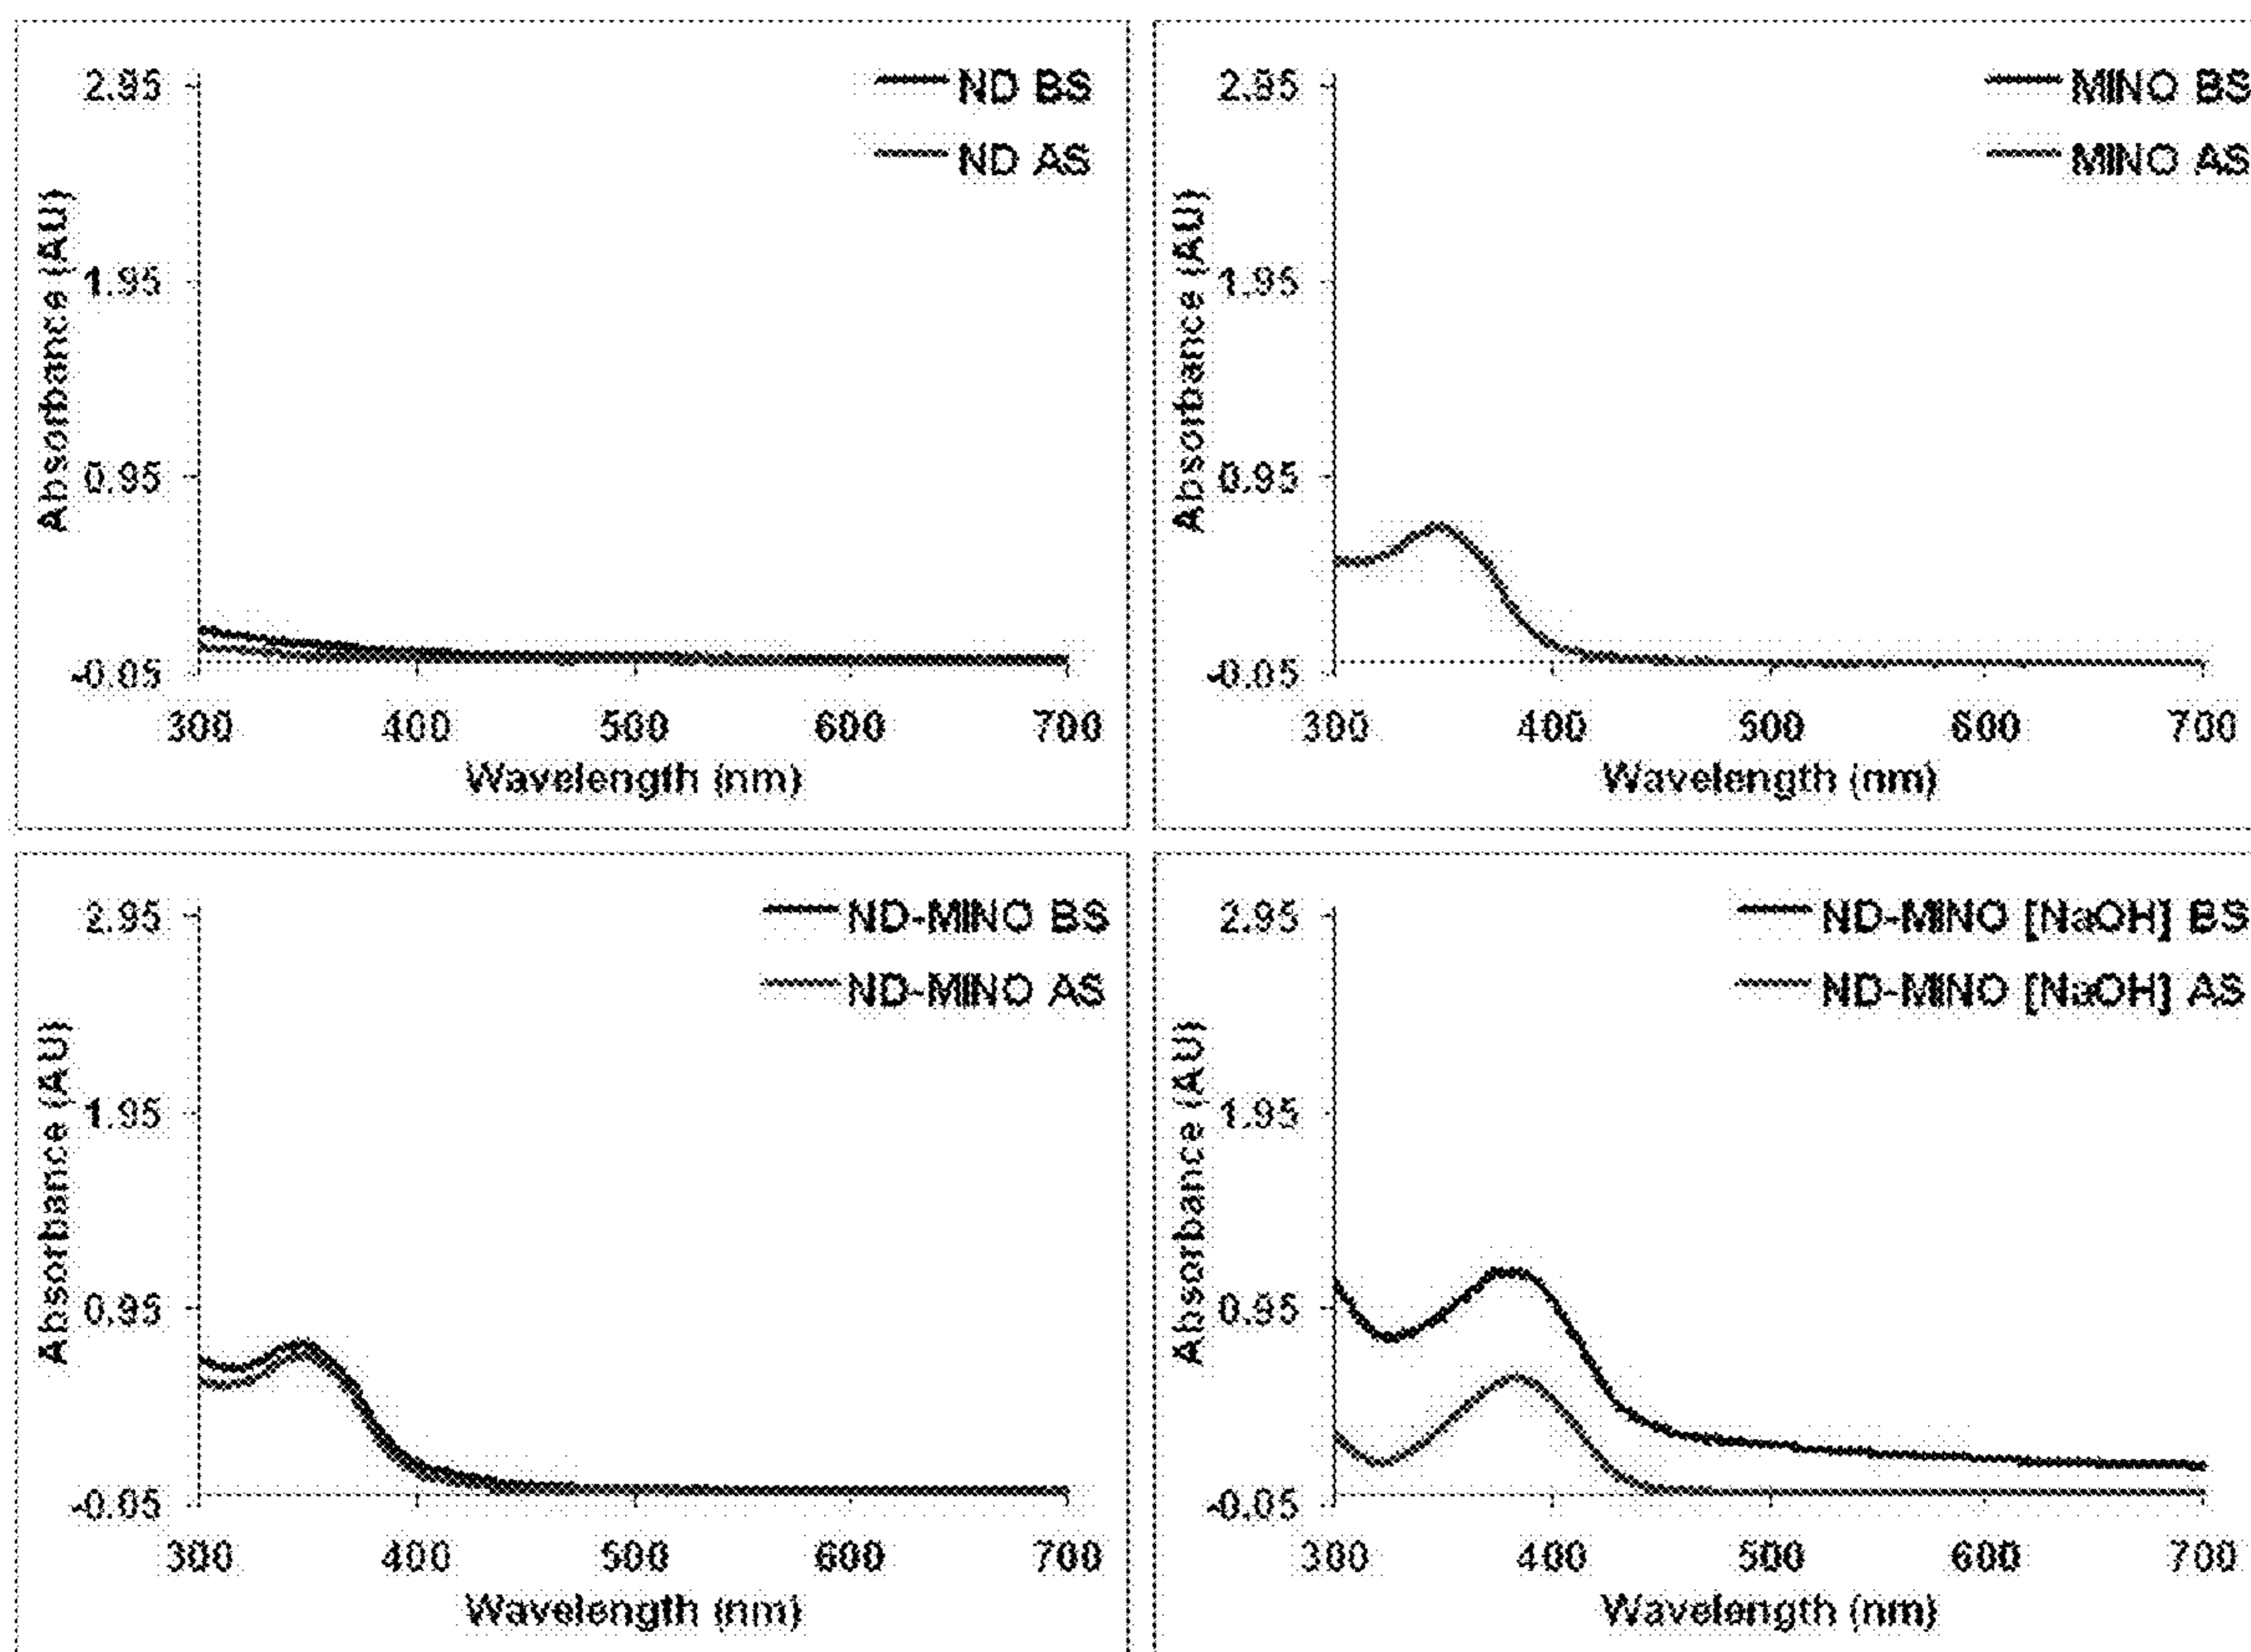 2.95
ND BS
ND AS
1.95
0.95
-0.05
Absorbance (AU)
300 400 500 600 700
Wavelength (nm)
2.95
MINO BS
MINO AS
1.95
0.95
-0.05
Absorbance (AU)
300 400 500 600 700
Wavelength (nm)
2.95
ND-MINO BS
ND-MINO AS
1.95
0.95
-0.05
Absorbance (AU)
300 400 500 600 700
Wavelength (nm)
2.95
ND-MINO [NaOH] BS
ND-MINO [NaOH] AS
1.95
0.95
-0.05
Absorbance (AU)
300 400 500 600 700
Wavelength (nm)